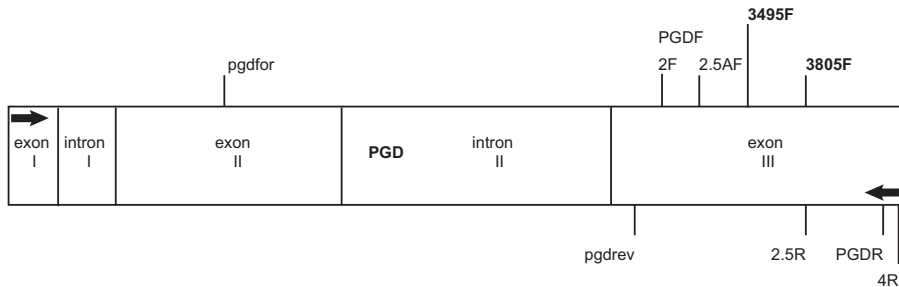 3495F
PGDF
pgdfor
2F
2.5AF
3805F
exon
I
intron
I
exon
II
PGD
intron
II
exon
III
pgdrev
2.5R
PGDR
4R